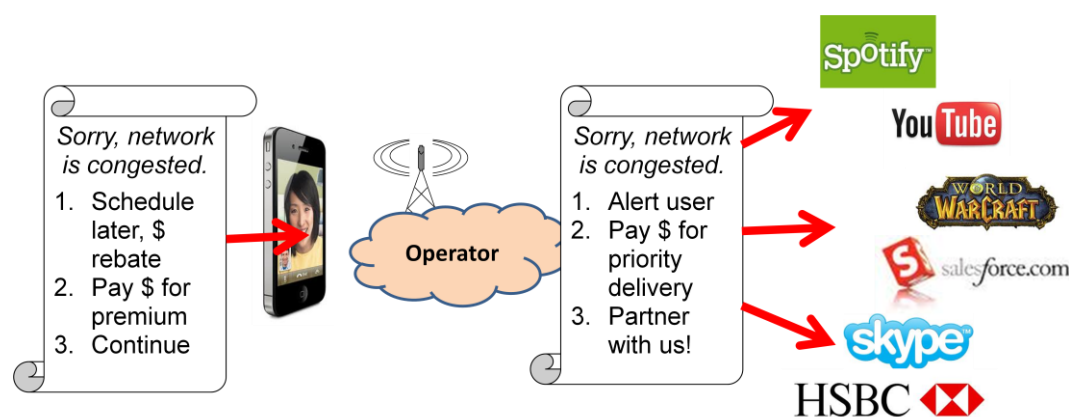 Sorry, network
is congested.
1. Schedule
later, $
rebate
2. Pay $ for
premium
3. Continue
Operator
Sorry, network
is congested.
1. Alert user
2. Pay $ for
priority
delivery
3. Partner
with us!
Spotify
YouTube
WORLD
WARCRAFT
S
salesforce.com
skype
HSBC